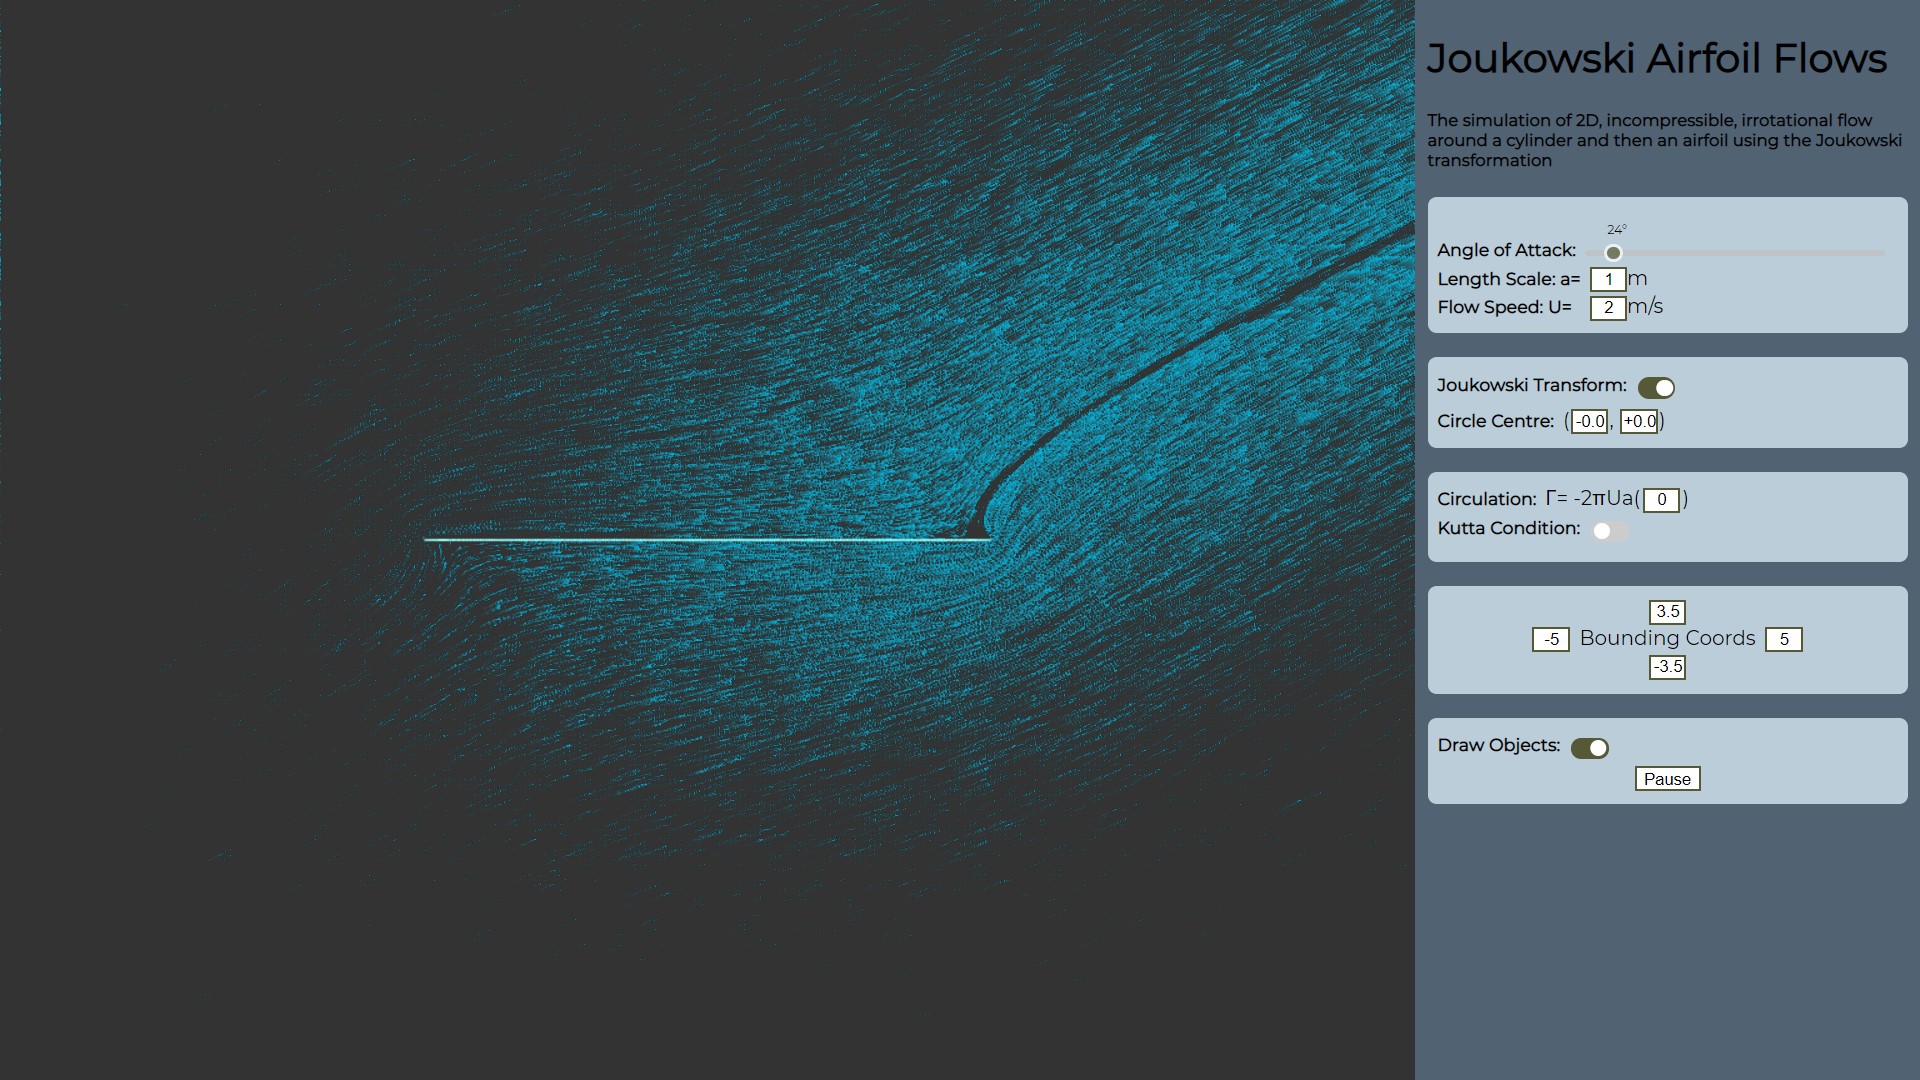 Joukowski Airfoil Flows
The simulation of 2D, incompressible, irrotational flow
around a cylinder and then an airfoil using the Joukowski
transformation
24°
Angle of Attack:
Length Scale: a= 1 m
Flow Speed: U= 2 m/s
Joukowski Transform:
Circle Centre: (-0.0, +0.0)
Circulation: Γ= -2πUa( 0 )
Kutta Condition:
3.5
-5 Bounding Coords 5
-3.5
Draw Objects:
Pause